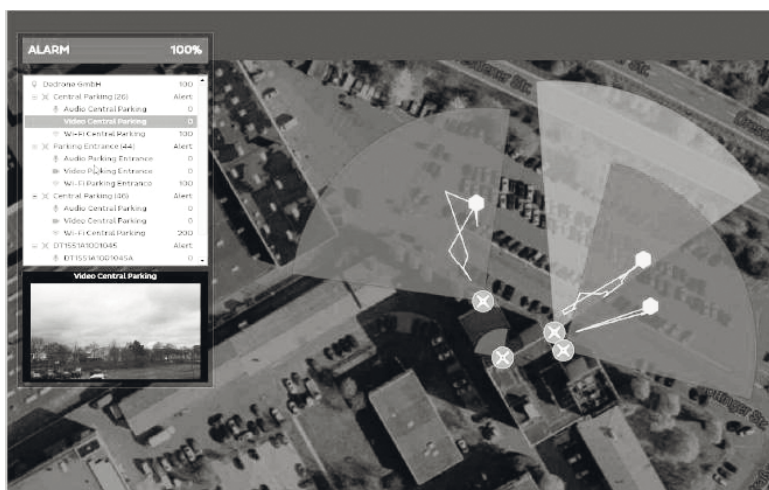 ALARM 100%
Dedrone GmbH 100
Central Parking (20) Alert
Audio Central Parking 0
Video Central Parking 0
Wi-Fi Central Parking 100
Parking Entrance (44) Alert
Audio Parking Entrance 0
Video Parking Entrance 0
Wi-Fi Parking Entrance 100
Central Parking (46) Alert
Audio Central Parking 0
Video Central Parking 0
Wi-Fi Central Parking 200
DT1551A1001045 Alert
DT1551A1001045A 0
Video Central Parking